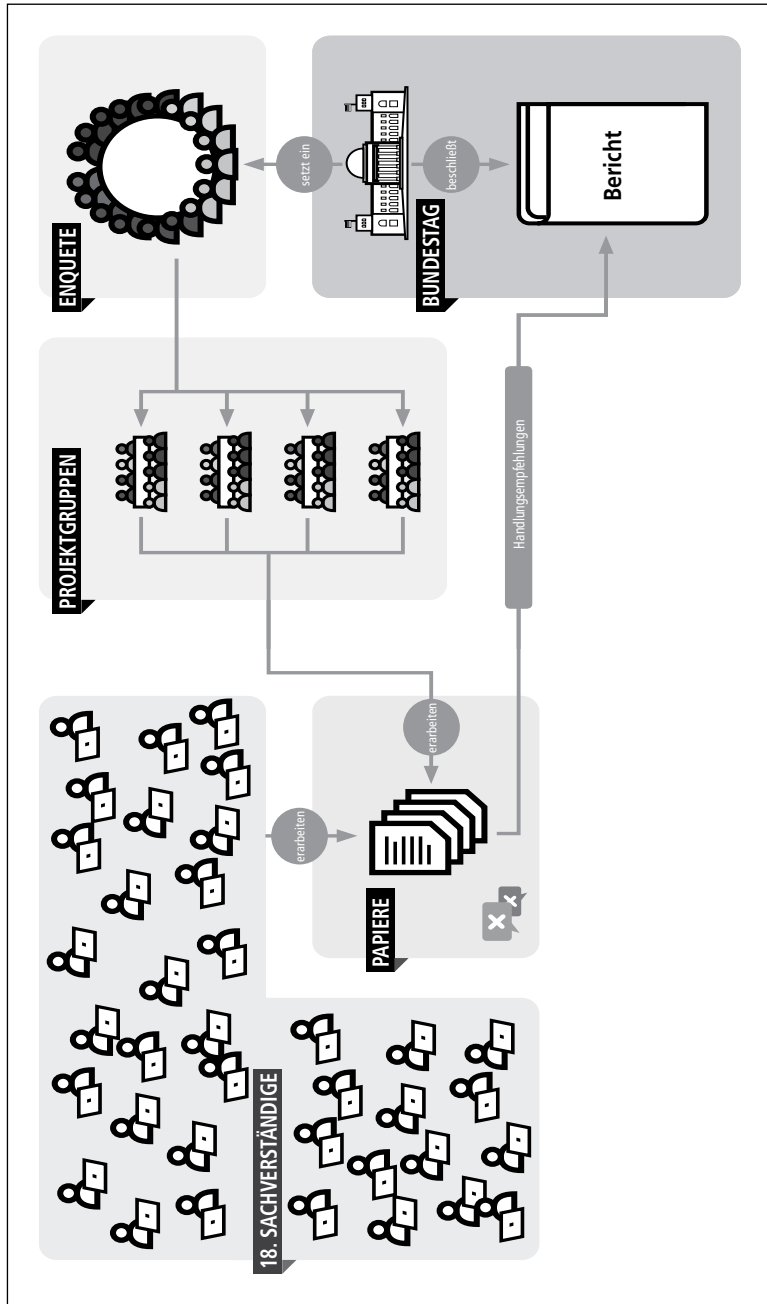 18. SACHVERSTÄNDIGE
erarbeiten
PAPIERE
erarbeiten
PROJEKTGRUPPEN
ENQUETE
setzt ein
BUNDESTAG
beschließt
Handlungsempfehlungen
Bericht